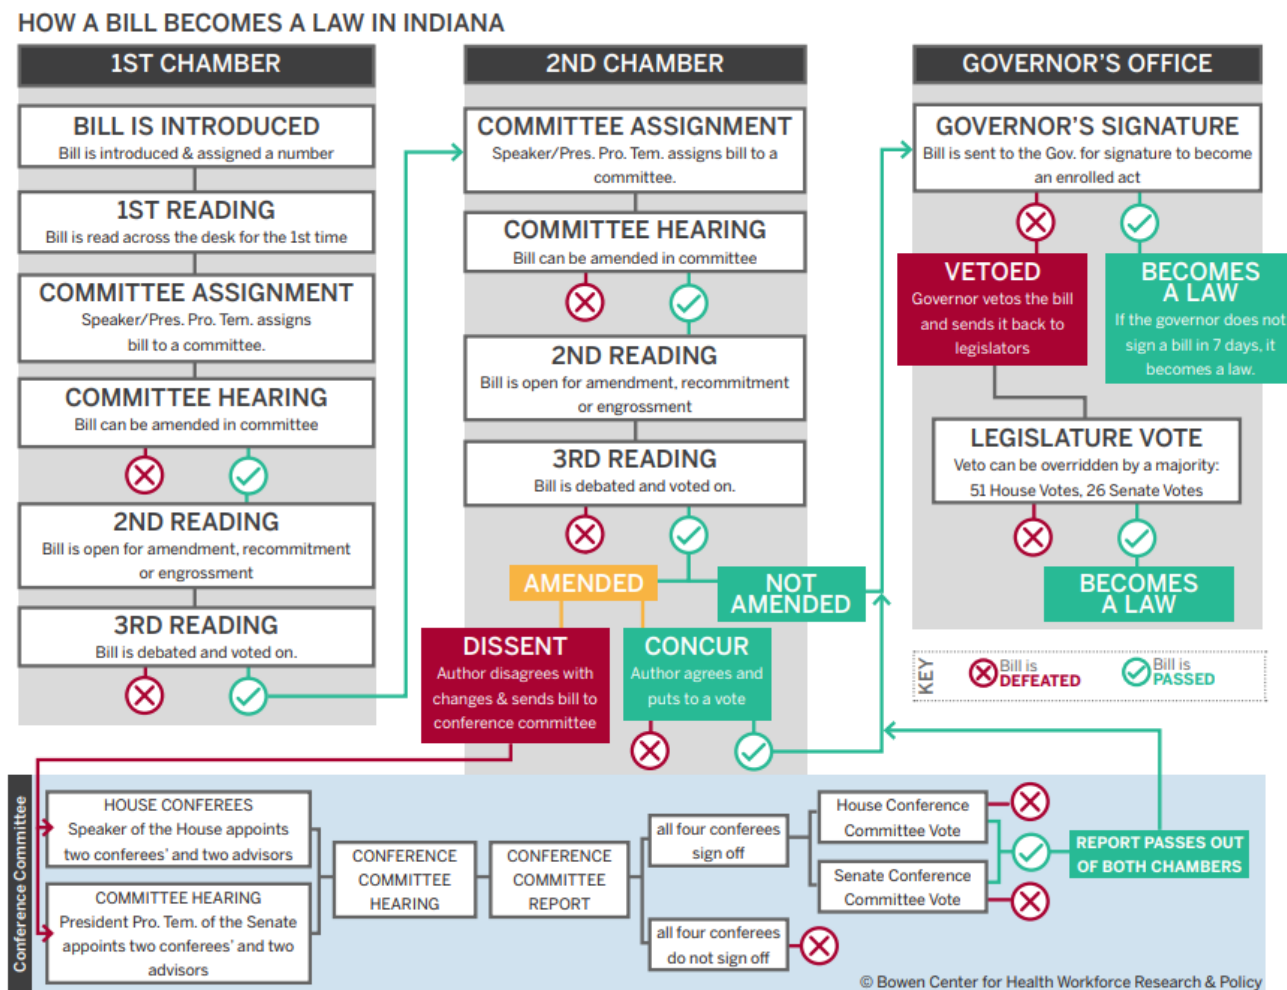 HOW A BILL BECOMES A LAW IN INDIANA
1ST CHAMBER
BILL IS INTRODUCED
Bill is introduced & assigned a number
1ST READING
Bill is read across the desk for the 1st time
COMMITTEE ASSIGNMENT
Speaker/Pres. Pro. Tem. assigns
bill to a committee.
COMMITTEE HEARING
Bill can be amended in committee
2ND READING
Bill is open for amendment, recommitment
or engrossment
3RD READING
Bill is debated and voted on.
2ND CHAMBER
COMMITTEE ASSIGNMENT
Speaker/Pres. Pro. Tem. assigns bill to a
committee.
COMMITTEE HEARING
Bill can be amended in committee
2ND READING
Bill is open for amendment, recommitment
or engrossment
3RD READING
Bill is debated and voted on.
AMENDED
NOT
AMENDED
DISSENT
Author disagrees with
changes & sends bill to
conference committee
CONCUR
Author agrees and
puts to a vote
GOVERNOR'S OFFICE
GOVERNOR'S SIGNATURE
Bill is sent to the Gov. for signature to become
an enrolled act
VETOED
Governor vetos the bill
and sends it back to
legislators
BECOMES
A LAW
If the governor does not
sign a bill in 7 days, it
becomes a law.
LEGISLATURE VOTE
Veto can be overridden by a majority:
51 House Votes, 26 Senate Votes
BECOMES
A LAW
KEY
Bill is
DEFEATED
Bill is
PASSED
Conference Committee
HOUSE CONFEREES
Speaker of the House appoints
two conferees' and two advisors
COMMITTEE HEARING
President Pro. Tem. of the Senate
appoints two conferees' and two
advisors
CONFERENCE
COMMITTEE
HEARING
CONFERENCE
COMMITTEE
REPORT
all four conferees
sign off
all four conferees
do not sign off
House Conference
Committee Vote
Senate Conference
Committee Vote
REPORT PASSES OUT
OF BOTH CHAMBERS
© Bowen Center for Health Workforce Research & Policy